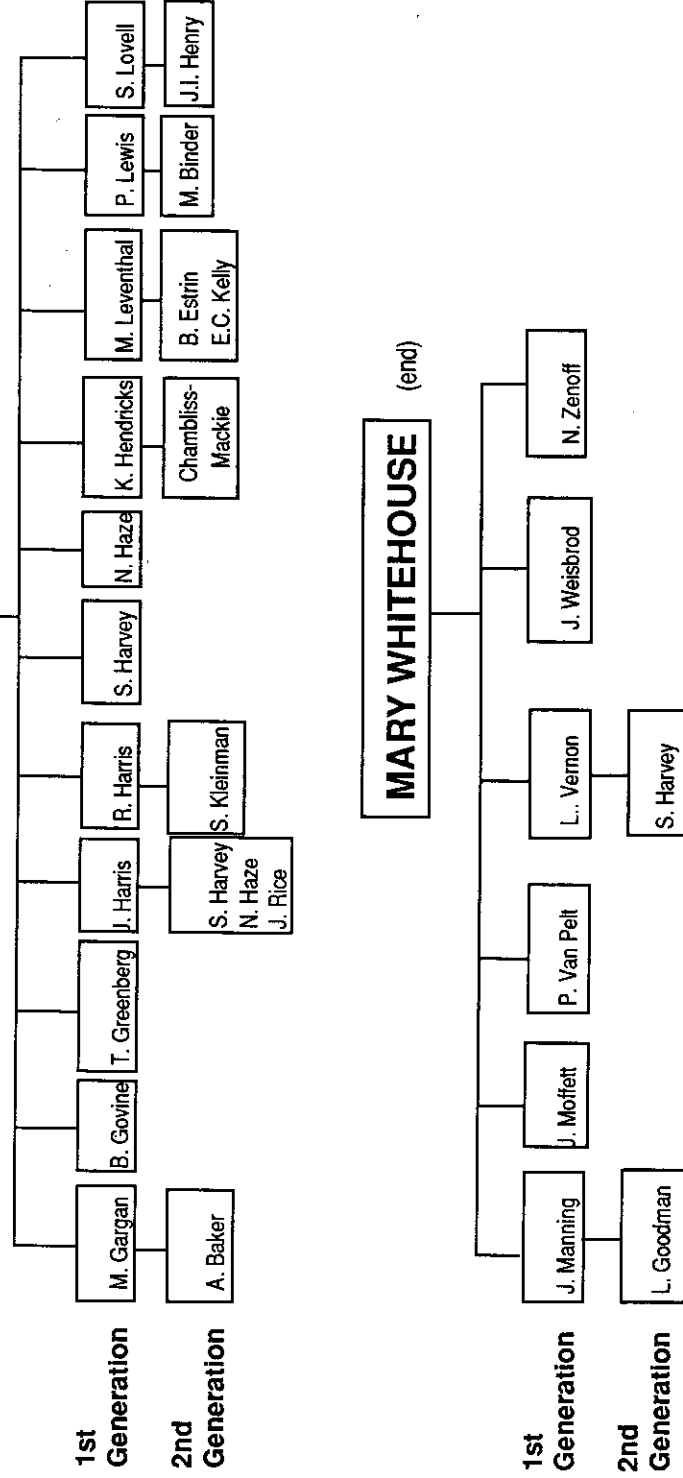 1st
Generation
M. Gargan
B. Govine
T. Greenberg
J. Harris
R. Harris
S. Harvey
N. Haze
K. Hendricks
M. Leventhal
P. Lewis
S. Lovell
2nd
Generation
A. Baker
S. Harvey
N. Haze
J. Rice
S. Kleinman
Chambliss-
Mackie
B. Estrin
E.C. Kelly
M. Binder
J.I. Henry
MARY WHITEHOUSE (end)
1st
Generation
J. Manning
J. Moffett
P. Van Pelt
L.. Vernon
J. Weisbrod
N. Zenoff
2nd
Generation
L. Goodman
S. Harvey